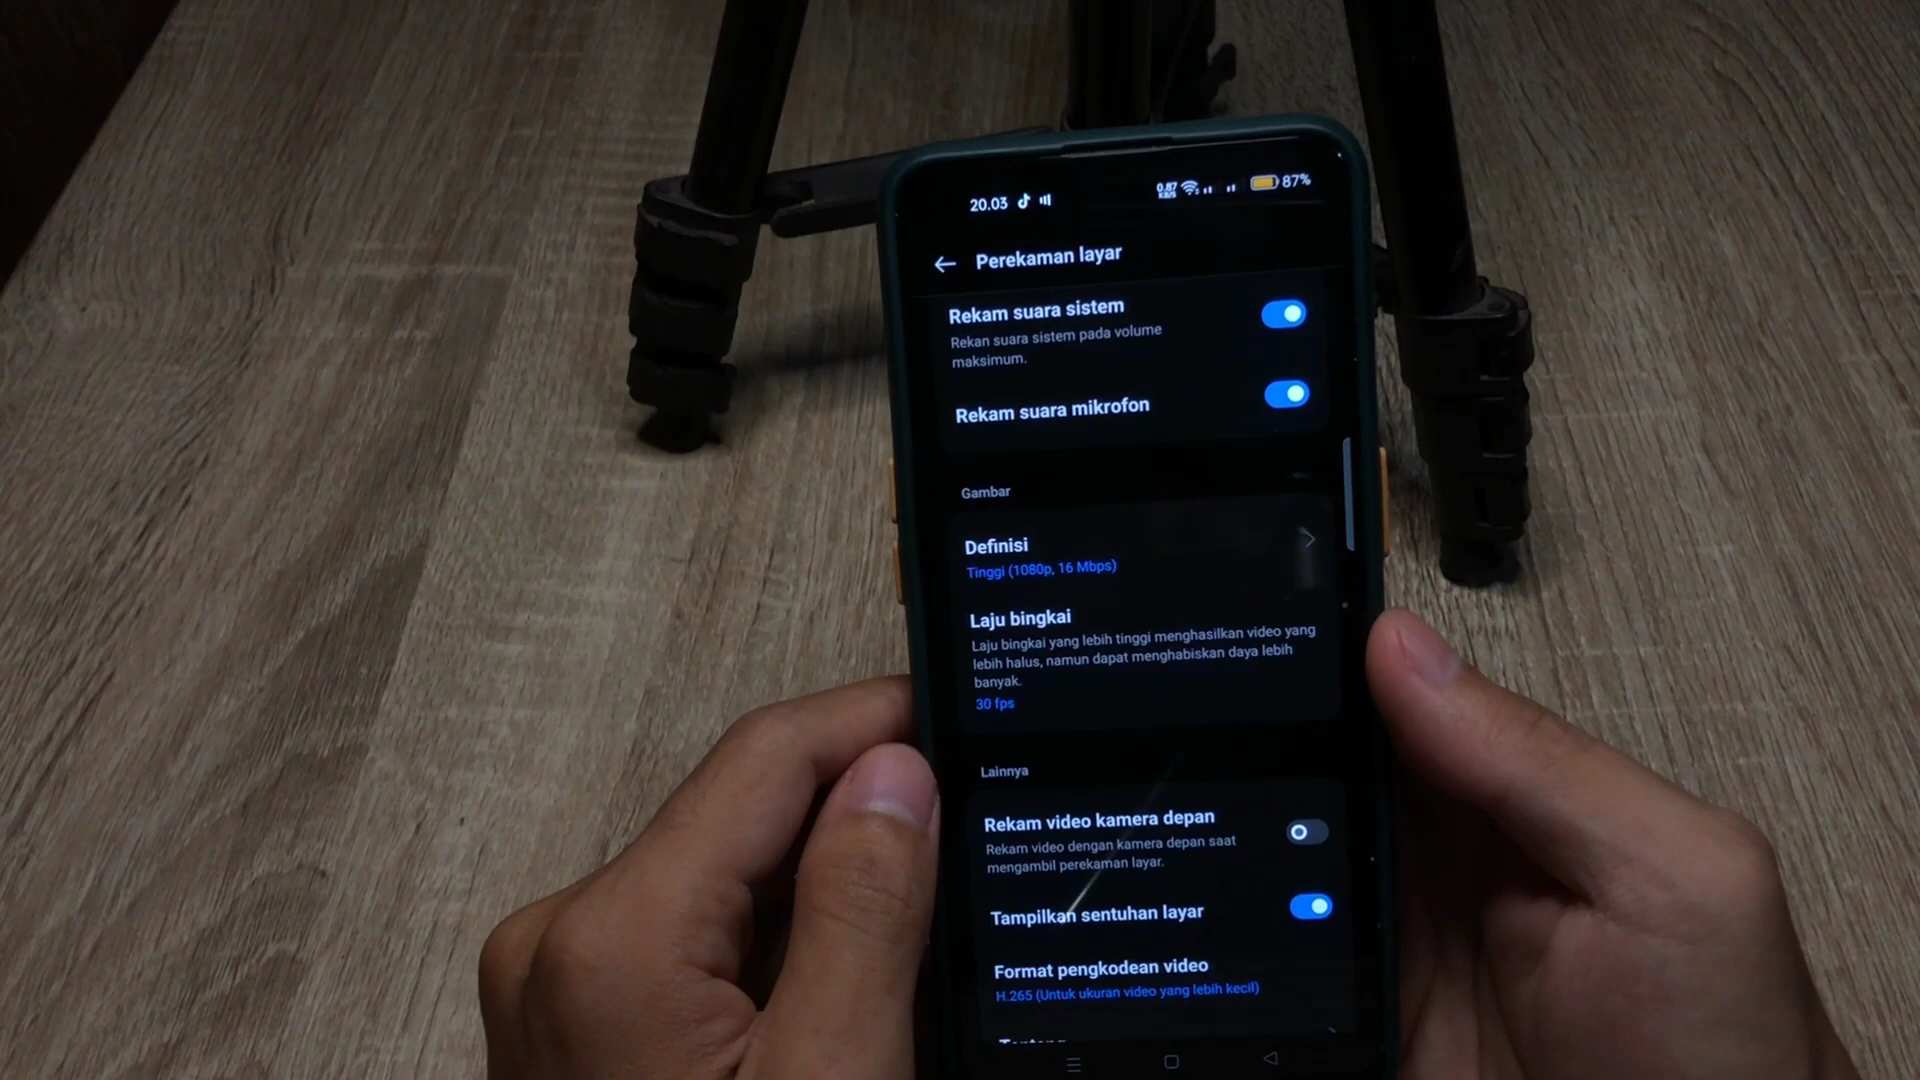 20.03
0.87
KB/S
87%
Perekaman layar
Rekam suara sistem
Rekan suara sistem pada volume
maksimum.
Rekam suara mikrofon
Gambar
Definisi
Tinggi (1080p, 16 Mbps)
Laju bingkai
Laju bingkai yang lebih tinggi menghasilkan video yang
lebih halus, namun dapat menghabiskan daya lebih
banyak.
30 fps
Lainnya
Rekam video kamera depan
Rekam video dengan kamera depan saat
mengambil perekaman layar.
Tampilkan sentuhan layar
Format pengkodean video
H.265 (Untuk ukuran video yang lebih kecil)